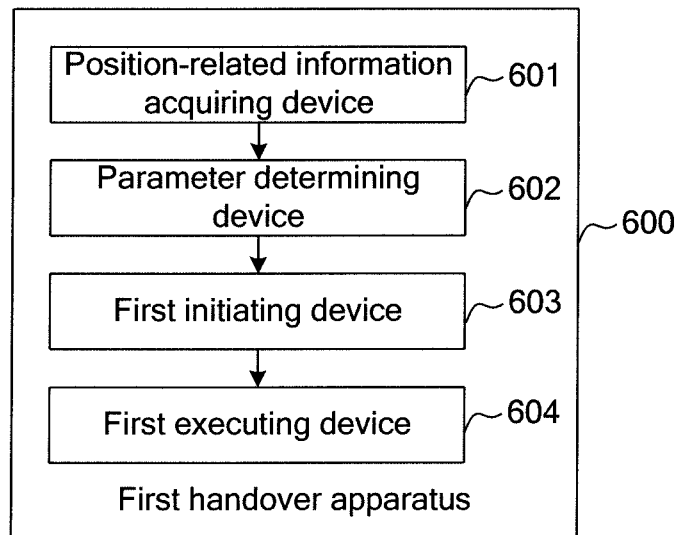 Position-related information
acquiring device
601
Parameter determining
device
602
600
First initiating device
603
First executing device
604
First handover apparatus